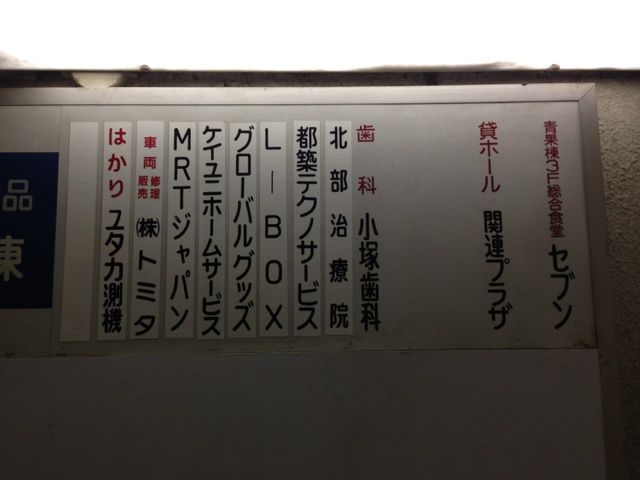 青果棟3F総合食堂 セブン
貸ホール 関連プラザ
歯科 小塚歯科
北部治療院
都築テクノサービス
L-BOX
グローバルグッズ
ケイユニホームサービス
MRTジャパン
車両修理販売 ㈱トミタ
はかり ユタカ測機
品
棟